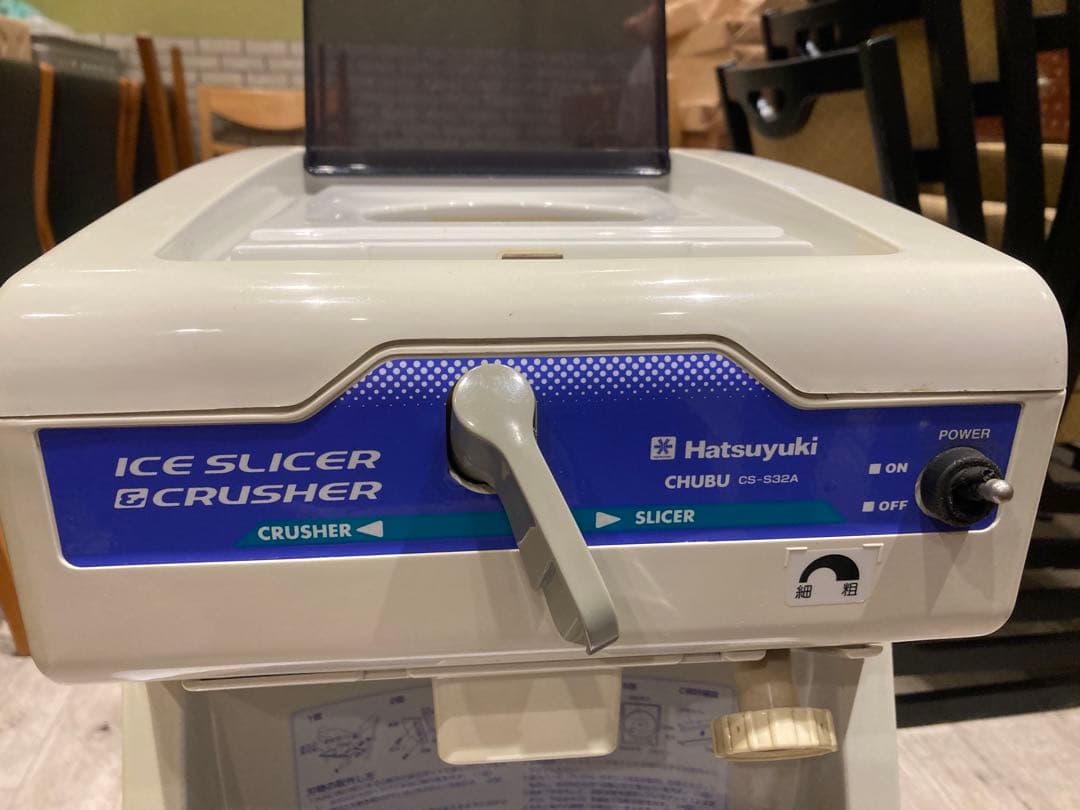 ICE SLICER
& CRUSHER
CRUSHER
SLICER
Hatsuyuki
CHUBU CS-S32A
POWER
ON
OFF
細 粗